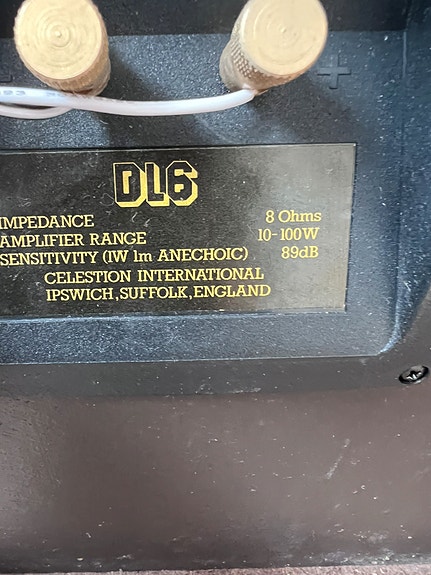 - +
DL6
IMPEDANCE 8 Ohms
AMPLIFIER RANGE 10-100W
SENSITIVITY (1W 1m ANECHOIC) 89dB
CELESTION INTERNATIONAL
IPSWICH, SUFFOLK, ENGLAND